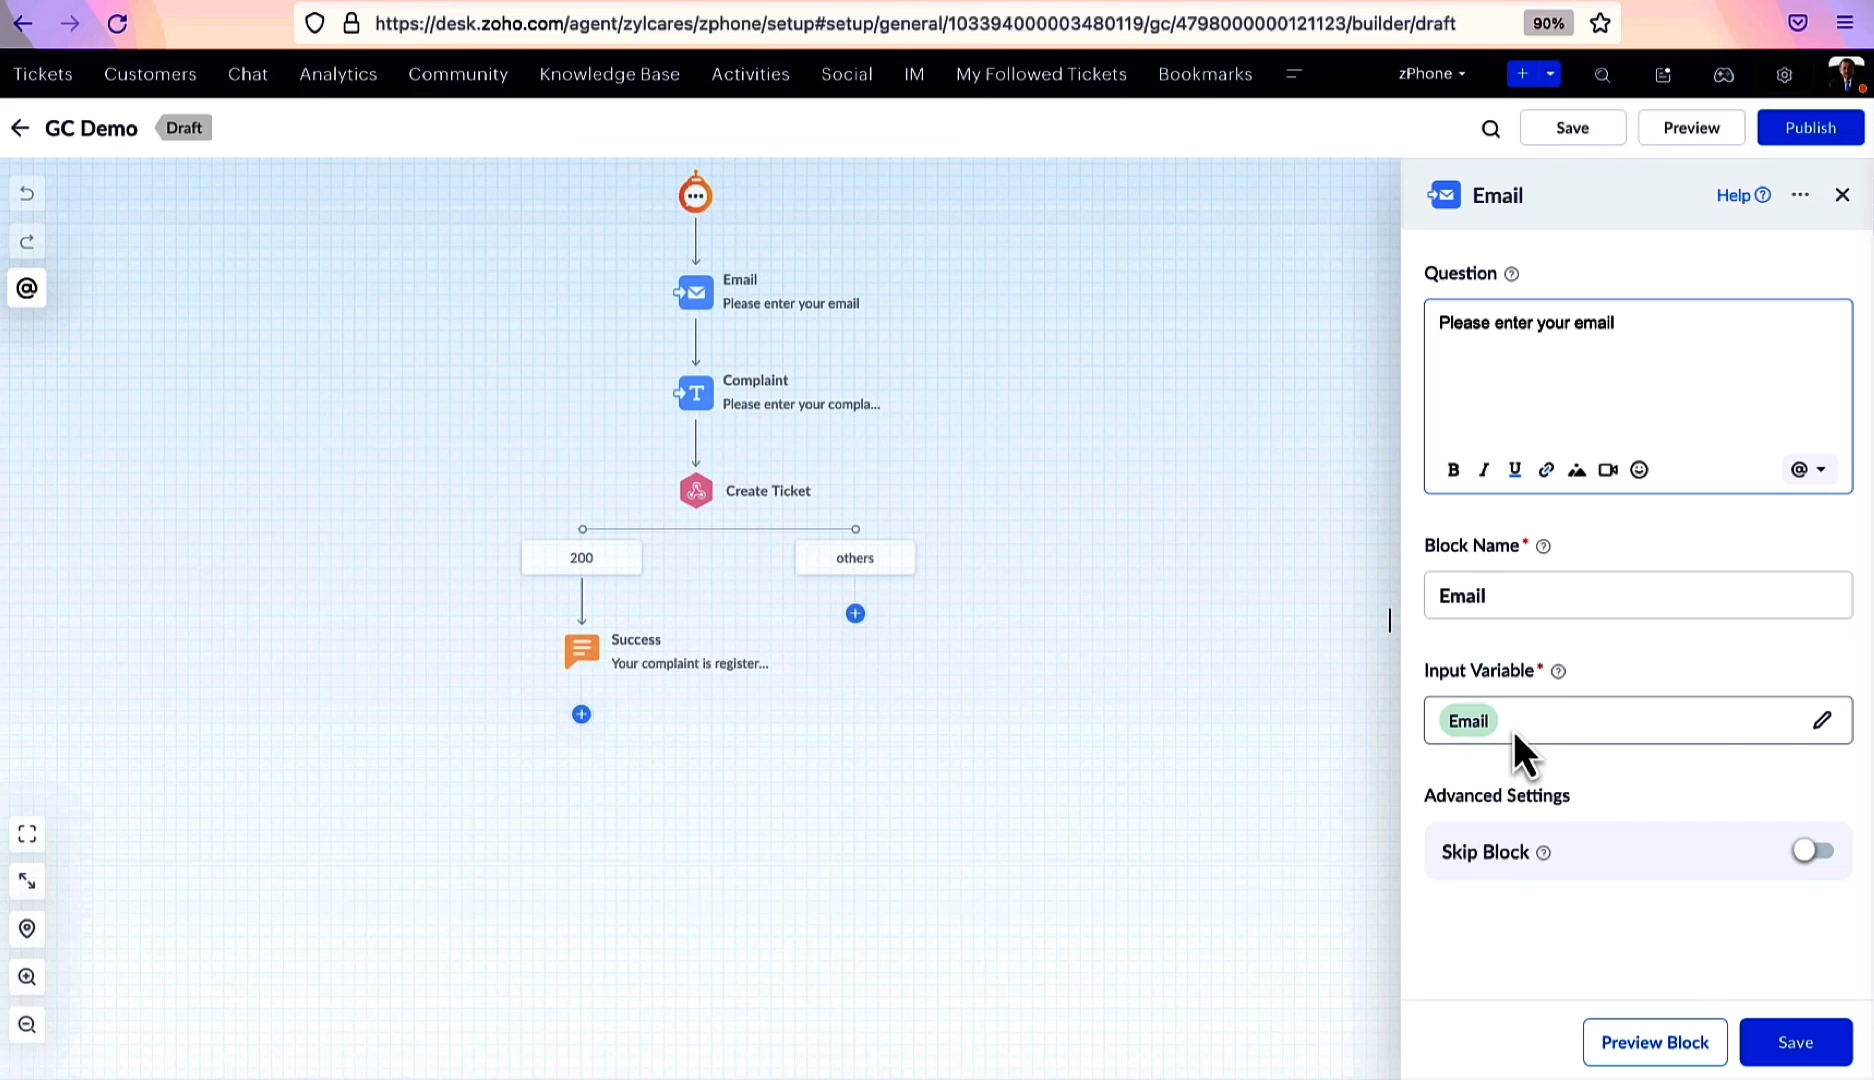 https://desk.zoho.com/agent/zylcares/zphone/setup#setup/general/103394000003480119/gc/4798000000121123/builder/draft
90%
Tickets Customers Chat Analytics Community Knowledge Base Activities Social IM My Followed Tickets Bookmarks zPhone
GC Demo Draft Save Preview Publish
Email
Please enter your email
Complaint
Please enter your compla...
Create Ticket
200 others
Success
Your complaint is register...
Email Help
Question
Please enter your email
B I U @
Block Name*
Email
Input Variable*
Email
Advanced Settings
Skip Block
Preview Block Save